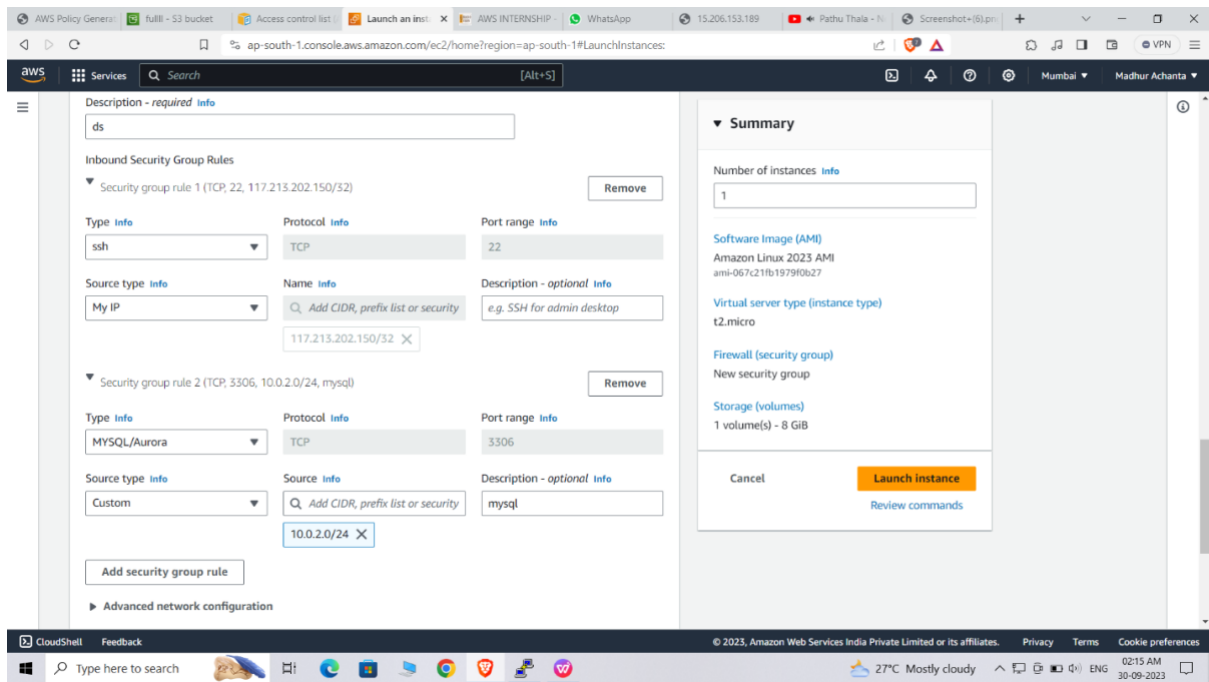 AWS Policy General
fullll - S3 bucket
Access control list
Launch an inst
AWS INTERNSHIP -
WhatsApp
15.206.153.189
Pathu Thala - N
Screenshot+(6).pn
ap-south-1.console.aws.amazon.com/ec2/home?region=ap-south-1#LaunchInstances:
VPN
aws
Services
Search
[Alt+S]
Mumbai
Madhur Achanta
Description - required Info
ds
Inbound Security Group Rules
Security group rule 1 (TCP, 22, 117.213.202.150/32)
Remove
Type Info
Protocol Info
Port range Info
ssh
TCP
22
Source type Info
Name Info
Description - optional Info
My IP
Add CIDR, prefix list or security
e.g. SSH for admin desktop
117.213.202.150/32
Security group rule 2 (TCP, 3306, 10.0.2.0/24, mysql)
Remove
Type Info
Protocol Info
Port range Info
MYSQL/Aurora
TCP
3306
Source type Info
Source Info
Description - optional Info
Custom
Add CIDR, prefix list or security
mysql
10.0.2.0/24
Add security group rule
Advanced network configuration
Summary
Number of instances Info
1
Software Image (AMI)
Amazon Linux 2023 AMI
ami-067c21fb1979f0b27
Virtual server type (instance type)
t2.micro
Firewall (security group)
New security group
Storage (volumes)
1 volume(s) - 8 GiB
Cancel
Launch instance
Review commands
CloudShell
Feedback
© 2023, Amazon Web Services India Private Limited or its affiliates.
Privacy
Terms
Cookie preferences
Type here to search
27°C Mostly cloudy
ENG
02:15 AM
30-09-2023